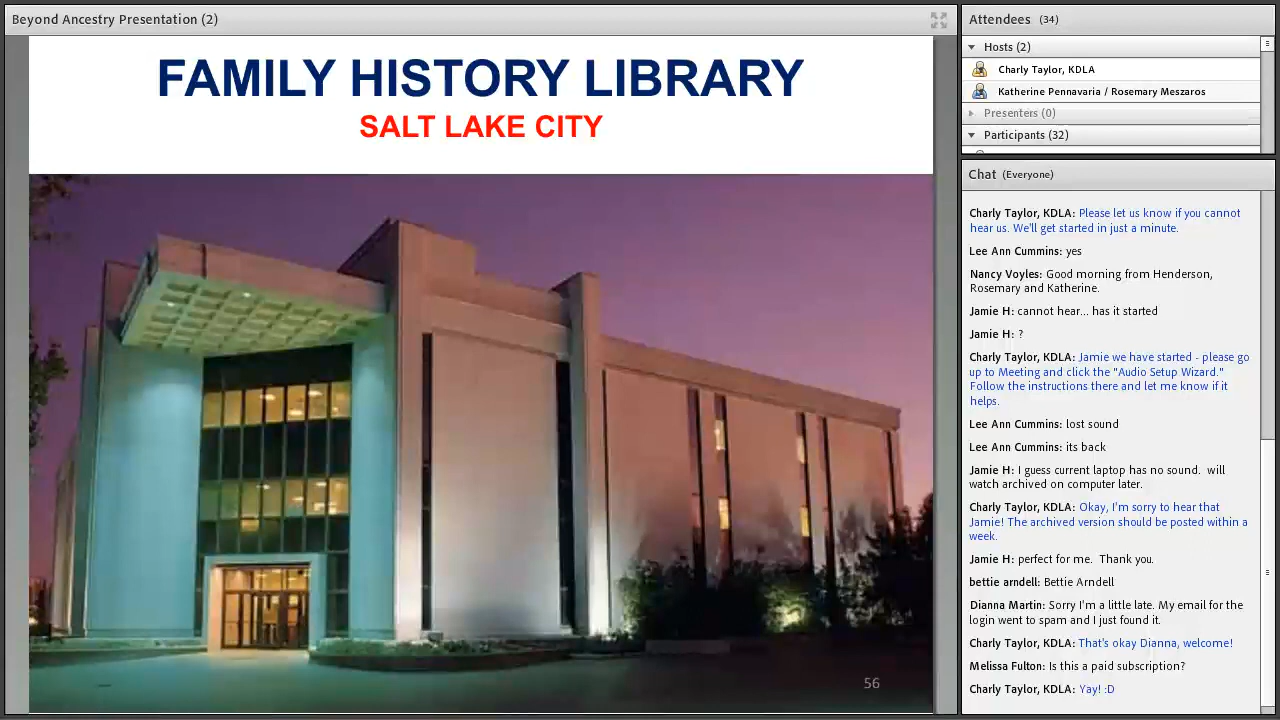 Beyond Ancestry Presentation (2)
FAMILY HISTORY LIBRARY
SALT LAKE CITY
56
Attendees (34)
Hosts (2)
Charly Taylor, KDLA
Katherine Pennavaria / Rosemary Meszaros
Presenters (0)
Participants (32)
Chat (Everyone)
Charly Taylor, KDLA: Please let us know if you cannot
hear us. We'll get started in just a minute.
Lee Ann Cummins: yes
Nancy Voyles: Good morning from Henderson,
Rosemary and Katherine.
Jamie H: cannot hear... has it started
Jamie H: ?
Charly Taylor, KDLA: Jamie we have started - please go
up to Meeting and click the "Audio Setup Wizard."
Follow the instructions there and let me know if it
helps.
Lee Ann Cummins: lost sound
Lee Ann Cummins: its back
Jamie H: I guess current laptop has no sound.  will
watch archived on computer later.
Charly Taylor, KDLA: Okay, I'm sorry to hear that
Jamie! The archived version should be posted within a
week.
Jamie H: perfect for me.  Thank you.
bettie arndell: Bettie Arndell
Dianna Martin: Sorry I'm a little late. My email for the
login went to spam and I just found it.
Charly Taylor, KDLA: That's okay Dianna, welcome!
Melissa Fulton: Is this a paid subscription?
Charly Taylor, KDLA: Yay! :D